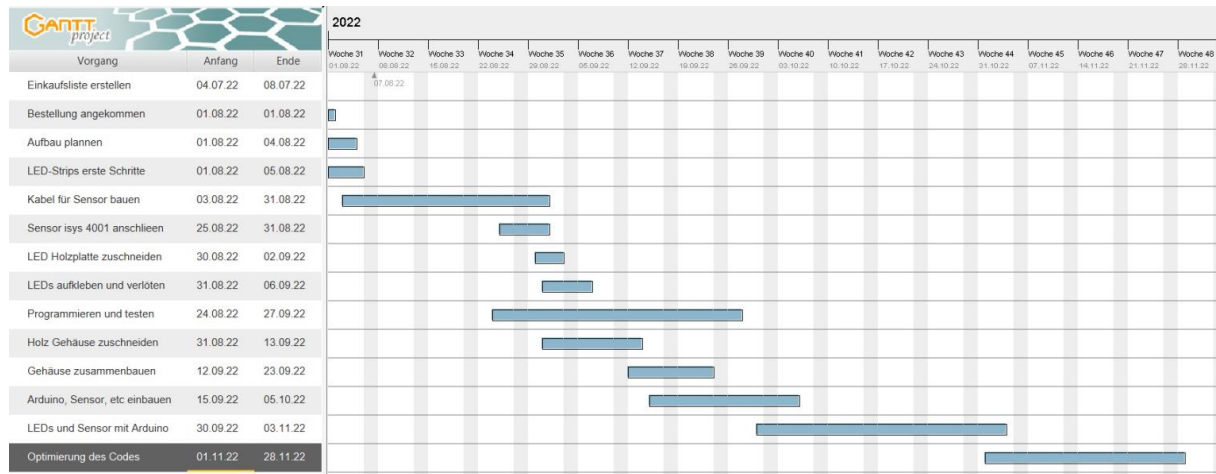 GANTT
project
2022
Woche 31 Woche 32 Woche 33 Woche 34 Woche 35 Woche 36 Woche 37 Woche 38 Woche 39 Woche 40 Woche 41 Woche 42 Woche 43 Woche 44 Woche 45 Woche 46 Woche 47 Woche 48
Vorgang Anfang Ende 01.08.22 08.08.22 15.08.22 22.08.22 29.08.22 05.09.22 12.09.22 19.09.22 26.09.22 03.10.22 10.10.22 17.10.22 24.10.22 31.10.22 07.11.22 14.11.22 21.11.22 28.11.22
Einkaufsliste erstellen 04.07.22 08.07.22 07.08.22
Bestellung angekommen 01.08.22 01.08.22
Aufbau plannen 01.08.22 04.08.22
LED-Strips erste Schritte 01.08.22 05.08.22
Kabel für Sensor bauen 03.08.22 31.08.22
Sensor isys 4001 anschlieen 25.08.22 31.08.22
LED Holzplatte zuschneiden 30.08.22 02.09.22
LEDs aufkleben und verlöten 31.08.22 06.09.22
Programmieren und testen 24.08.22 27.09.22
Holz Gehäuse zuschneiden 31.08.22 13.09.22
Gehäuse zusammenbauen 12.09.22 23.09.22
Arduino, Sensor, etc einbauen 15.09.22 05.10.22
LEDs und Sensor mit Arduino 30.09.22 03.11.22
Optimierung des Codes 01.11.22 28.11.22